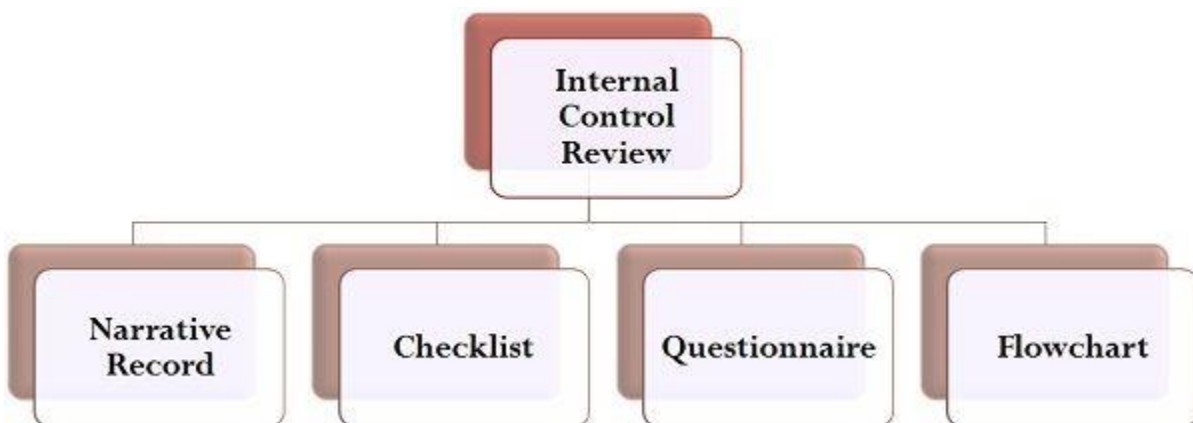 Internal
Control
Review
Narrative
Record
Checklist
Questionnaire
Flowchart